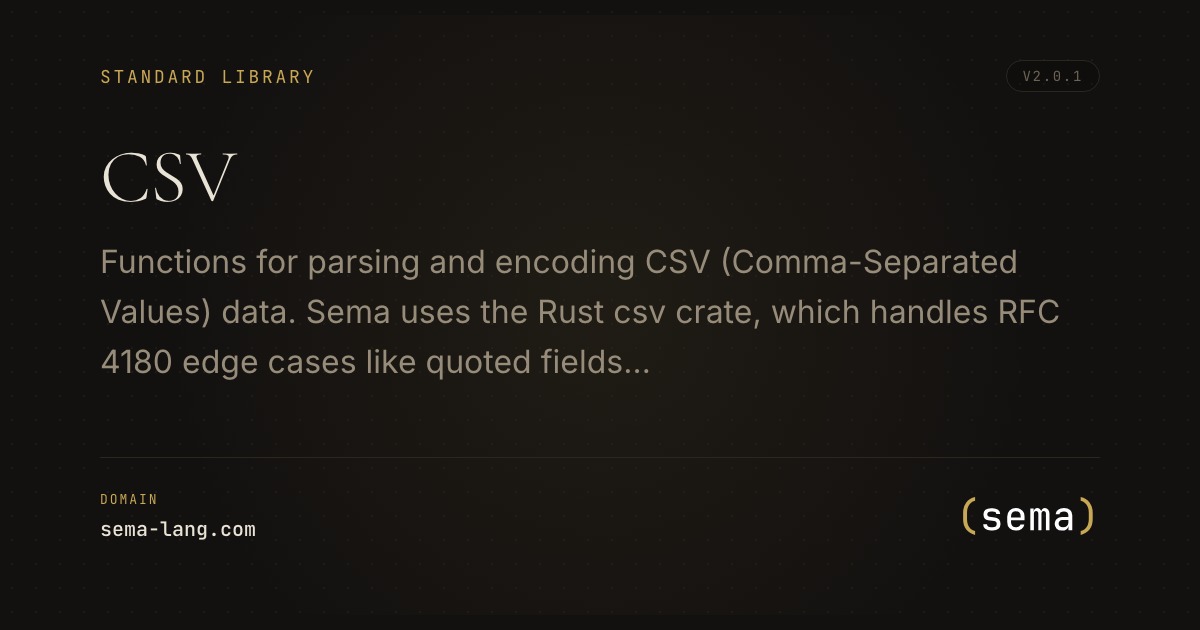 STANDARD LIBRARY
V2.0.1
CSV
Functions for parsing and encoding CSV (Comma-Separated
Values) data. Sema uses the Rust csv crate, which handles RFC
4180 edge cases like quoted fields...
DOMAIN
sema-lang.com
(sema)